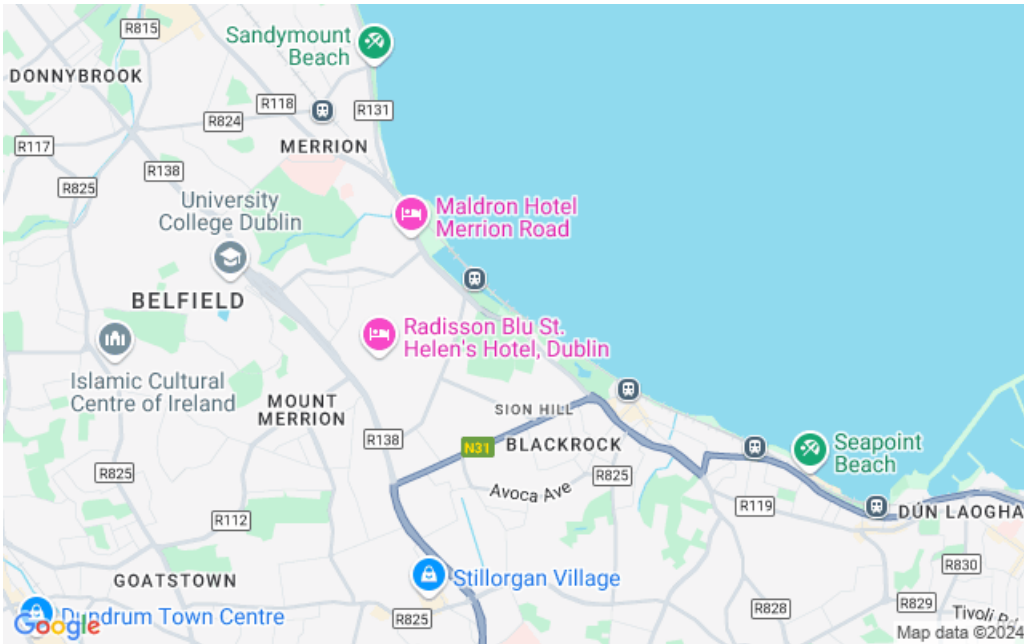 R815
Sandymount
Beach
DONNYBROOK
R118
R131
R824
R117
MERRION
R138
R825
University
College Dublin
Maldron Hotel
Merrion Road
BELFIELD
Radisson Blu St.
Helen's Hotel, Dublin
Islamic Cultural
Centre of Ireland
MOUNT
MERRION
SION HILL
R138
N31
BLACKROCK
Seapoint
Beach
R825
R825
Avoca Ave
R119
R112
DÚN LAOGHA
R830
GOATSTOWN
Stillorgan Village
Dundrum Town Centre
R825
R828
R829
Tivoli
Google
Map data ©2024